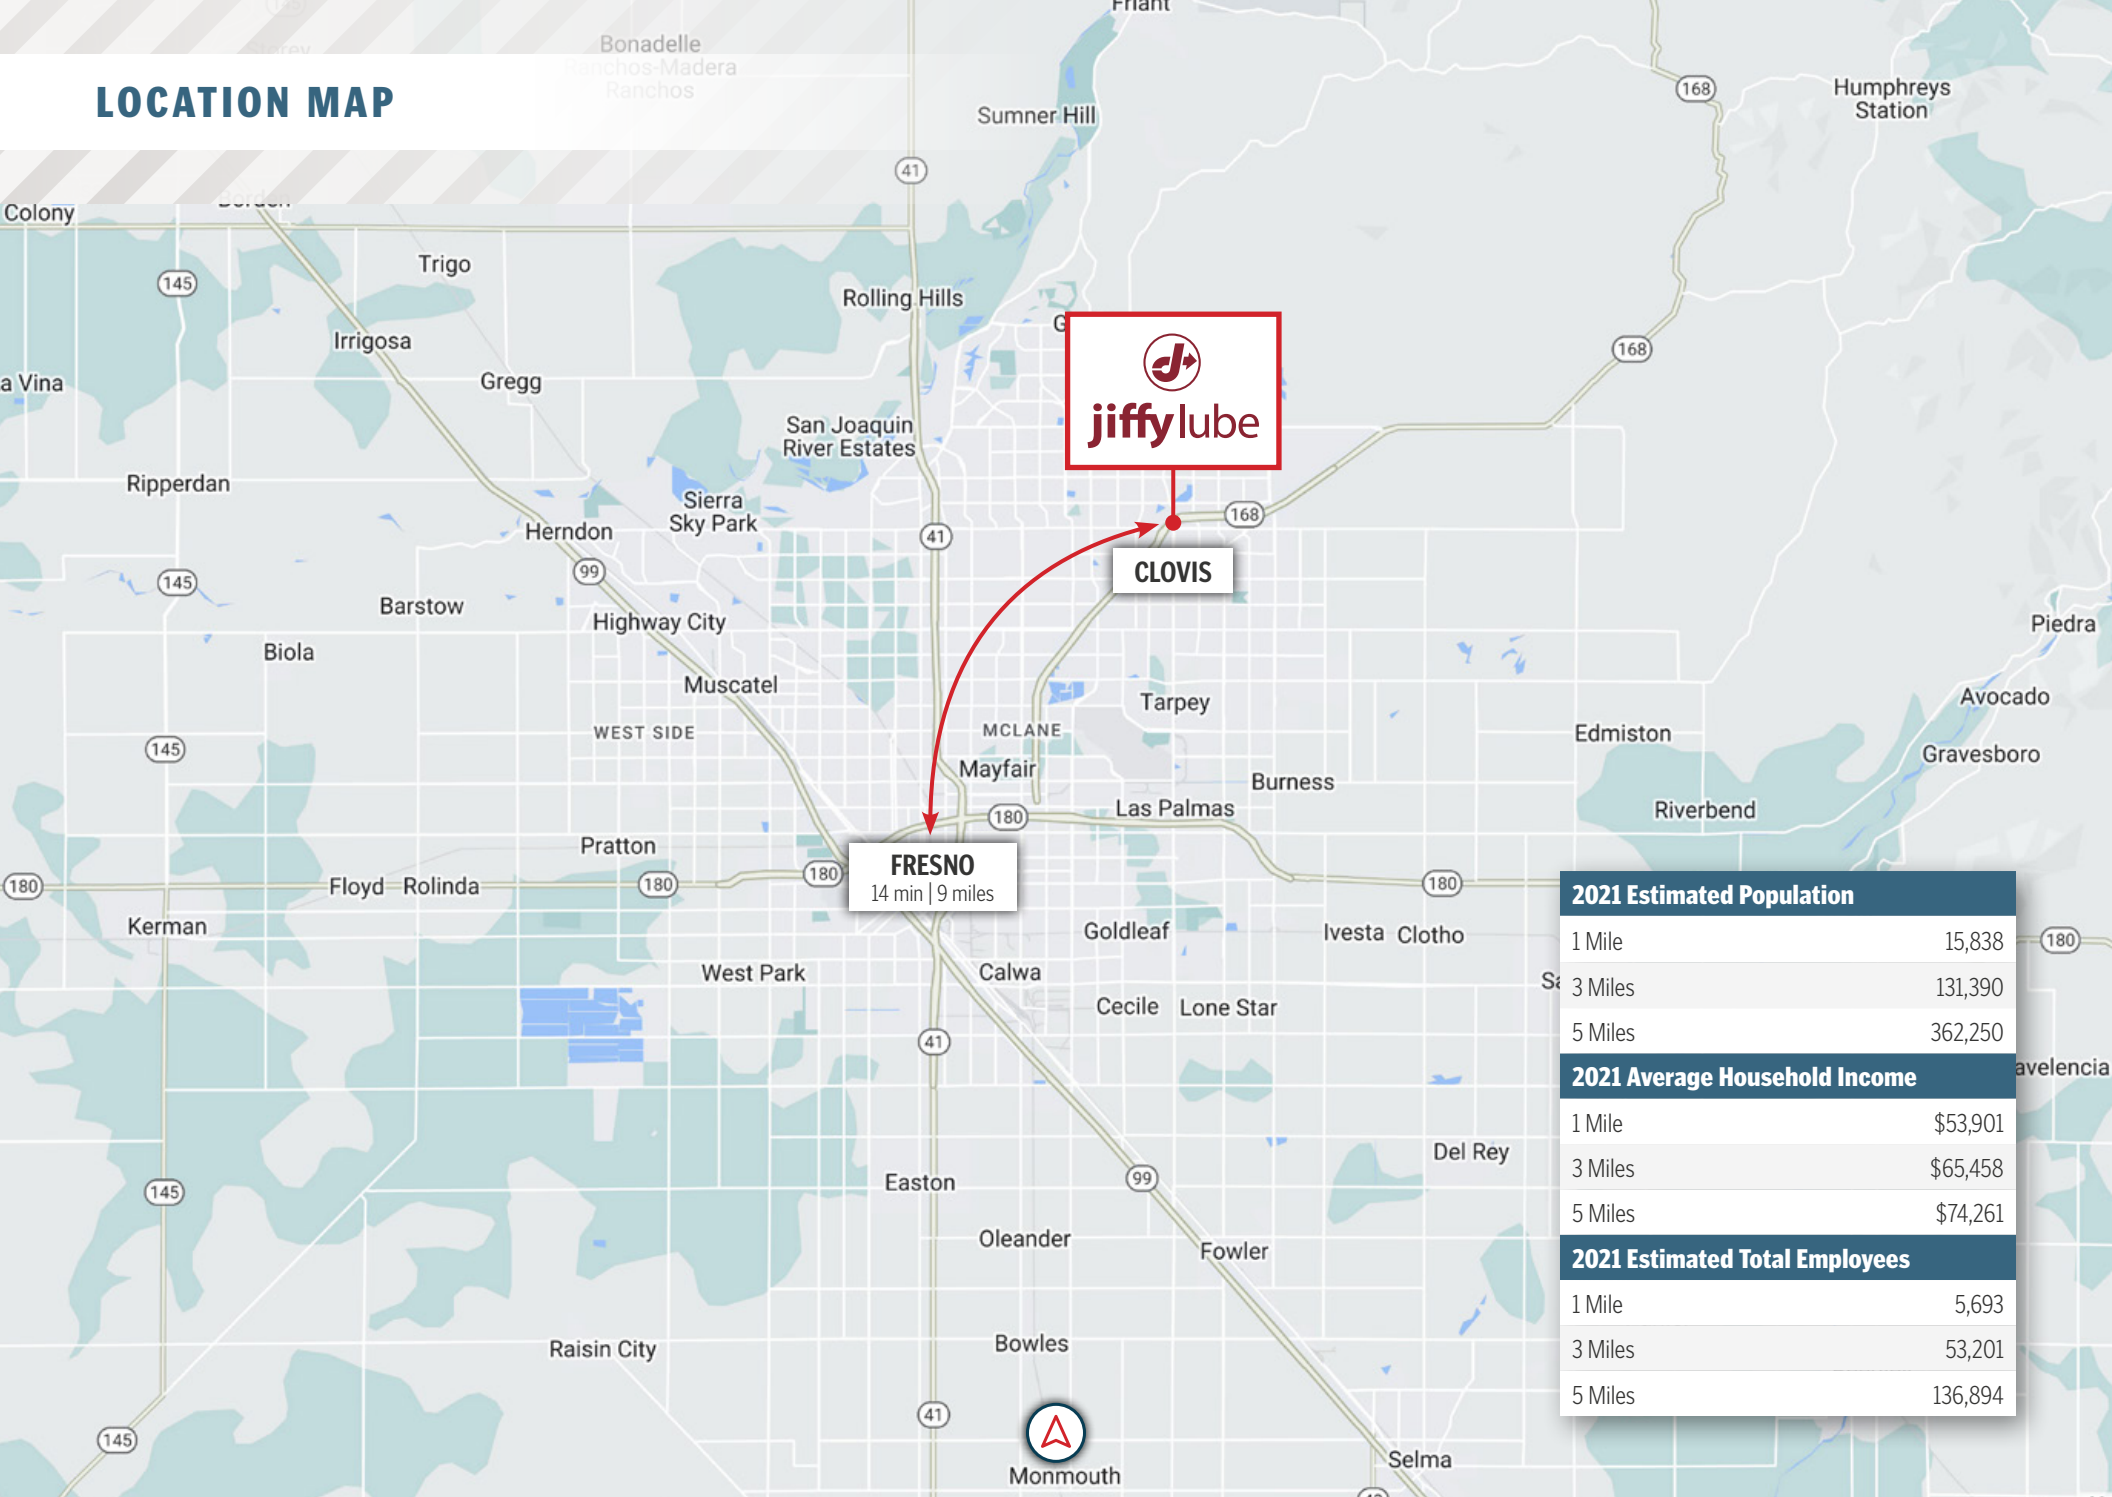 Friant
145
Storey
Bonadelle
Ranchos-Madera
Ranchos
LOCATION MAP
168
Humphreys
Station
Sumner Hill
41
Borden
Colony
Trigo
145
Rolling Hills
Irrigosa
168
a Vina
Gregg
jiffy lube
San Joaquin
River Estates
Ripperdan
Sierra
Sky Park
168
Herndon
41
99
CLOVIS
145
Barstow
Highway City
Piedra
Biola
Muscatel
Tarpey
Avocado
WEST SIDE
MCLANE
Edmiston
145
Gravesboro
Mayfair
Burness
Las Palmas
Riverbend
180
Pratton
FRESNO
14 min | 9 miles
180
Floyd Rolinda
180
180
180
Kerman
Goldleaf
Ivesta Clotho
180
West Park
Calwa
Cecile Lone Star
41
avelencia
Del Rey
Easton
99
145
Oleander
Fowler
Raisin City
Bowles
41
145
Selma
Monmouth
2021 Estimated Population
1 Mile 15,838
3 Miles 131,390
5 Miles 362,250
2021 Average Household Income
1 Mile $53,901
3 Miles $65,458
5 Miles $74,261
2021 Estimated Total Employees
1 Mile 5,693
3 Miles 53,201
5 Miles 136,894